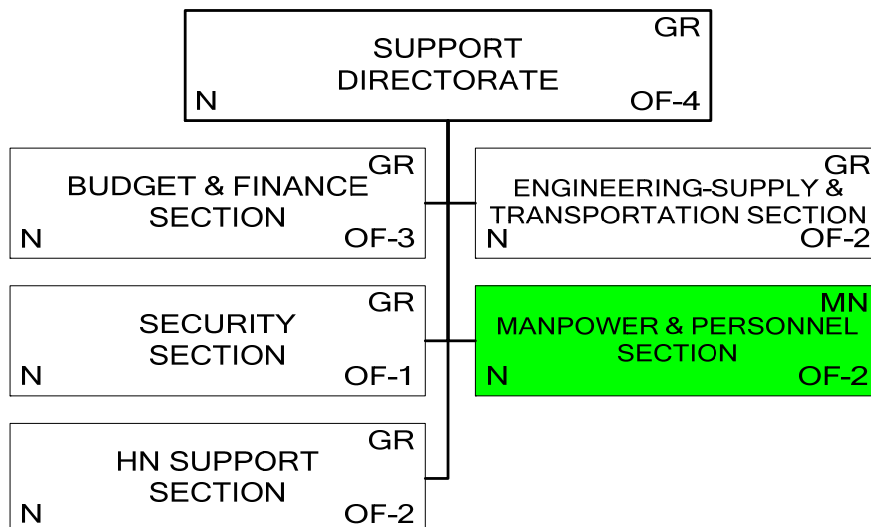 GR
SUPPORT
DIRECTORATE
N OF-4
GR
BUDGET & FINANCE
SECTION
N OF-3
GR
ENGINEERING-SUPPLY &
TRANSPORTATION SECTION
N OF-2
GR
SECURITY
SECTION
N OF-1
MN
MANPOWER & PERSONNEL
SECTION
N OF-2
GR
HN SUPPORT
SECTION
N OF-2